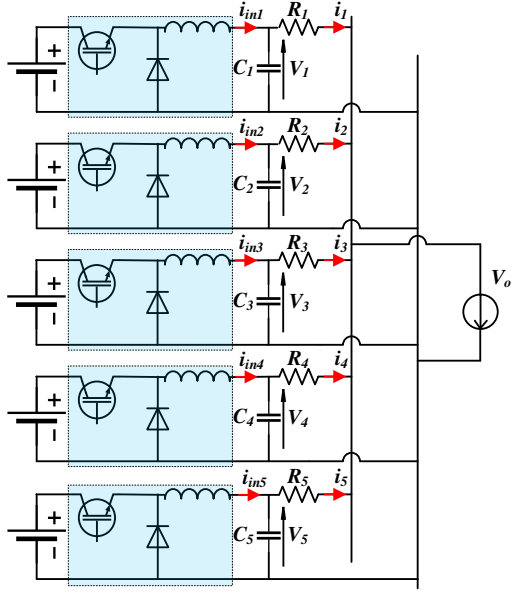 i_in1 R_1 i_1
+ − C_1 V_1
i_in2 R_2 i_2
+ − C_2 V_2
i_in3 R_3 i_3
+ − C_3 V_3
V_o
i_in4 R_4 i_4
+ − C_4 V_4
i_in5 R_5 i_5
+ − C_5 V_5